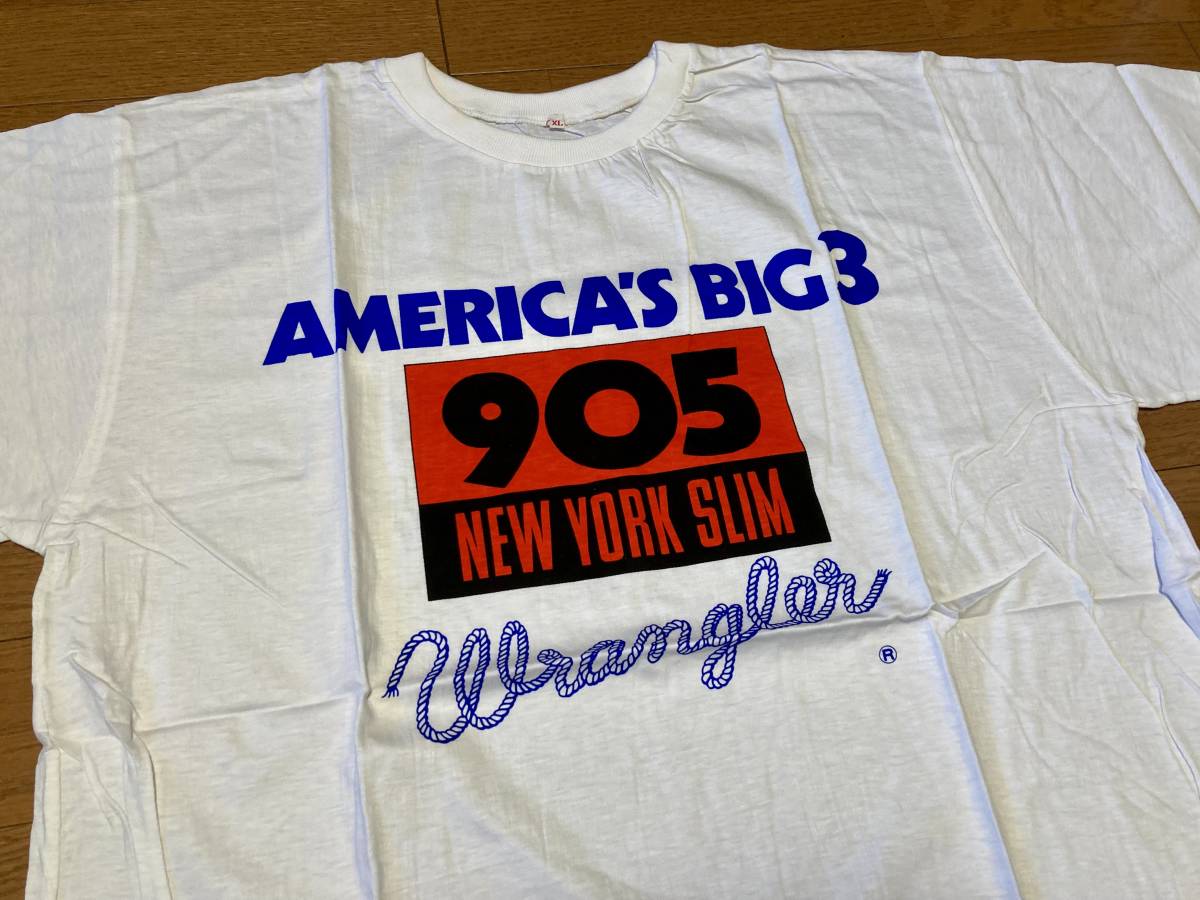 XL
AMERICA'S BIG 3
905
NEW YORK SLIM
Wrangler
®